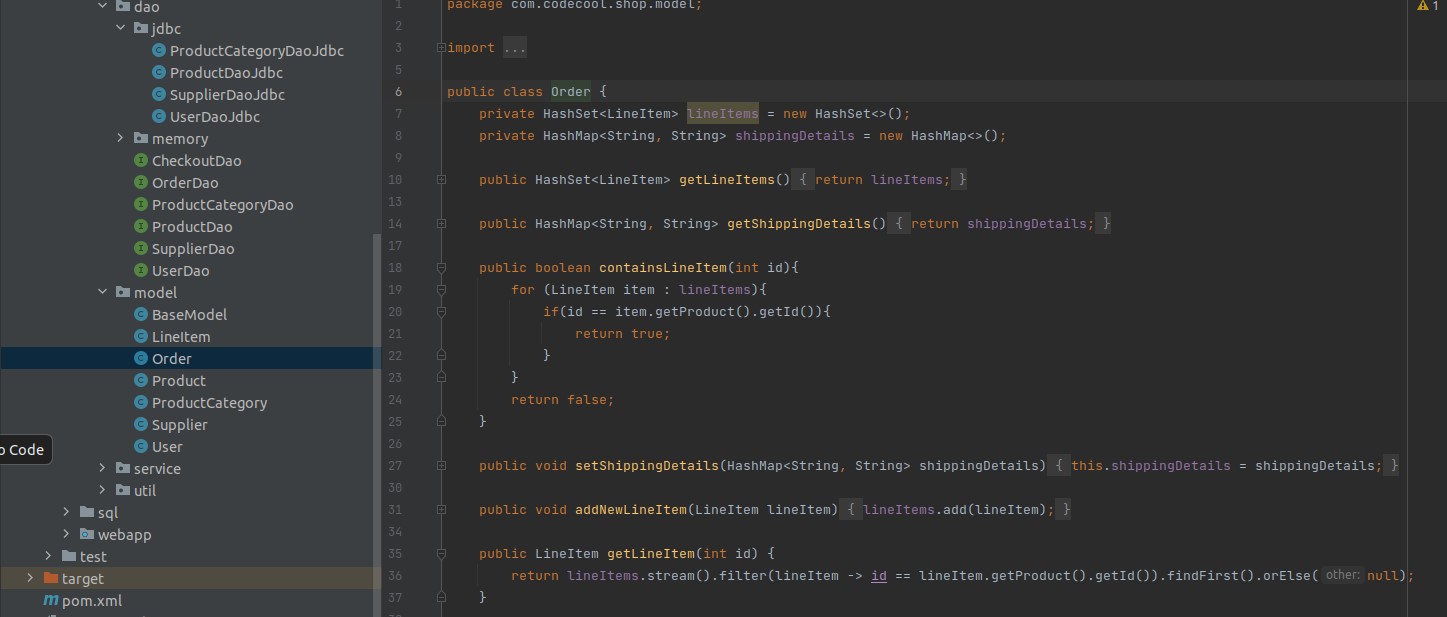 dao
jdbc
ProductCategoryDaoJdbc
ProductDaoJdbc
SupplierDaoJdbc
UserDaoJdbc
memory
CheckoutDao
OrderDao
ProductCategoryDao
ProductDao
SupplierDao
UserDao
model
BaseModel
LineItem
Order
Product
ProductCategory
Supplier
User
o Code
service
util
sql
webapp
test
target
pom.xml
1 package com.codecool.shop.model;
2
3 import ...
5
6 public class Order {
7 private HashSet<LineItem> lineItems = new HashSet<>();
8 private HashMap<String, String> shippingDetails = new HashMap<>();
9
10 public HashSet<LineItem> getLineItems() { return lineItems; }
13
14 public HashMap<String, String> getShippingDetails() { return shippingDetails; }
17
18 public boolean containsLineItem(int id){
19 for (LineItem item : lineItems){
20 if(id == item.getProduct().getId()){
21 return true;
22 }
23 }
24 return false;
25 }
26
27 public void setShippingDetails(HashMap<String, String> shippingDetails) { this.shippingDetails = shippingDetails; }
30
31 public void addNewLineItem(LineItem lineItem) { lineItems.add(lineItem); }
34
35 public LineItem getLineItem(int id) {
36 return lineItems.stream().filter(lineItem -> id == lineItem.getProduct().getId()).findFirst().orElse( other: null);
37 }
1